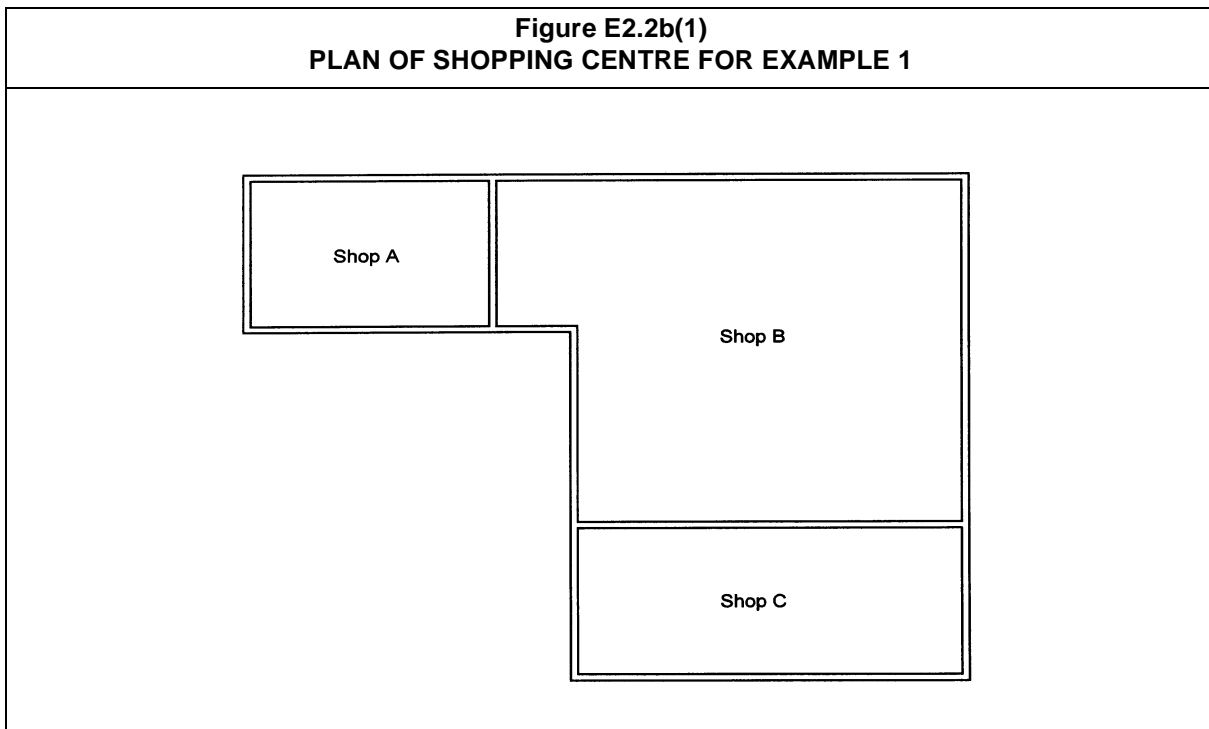 Figure E2.2b(1)
PLAN OF SHOPPING CENTRE FOR EXAMPLE 1
Shop A
Shop B
Shop C